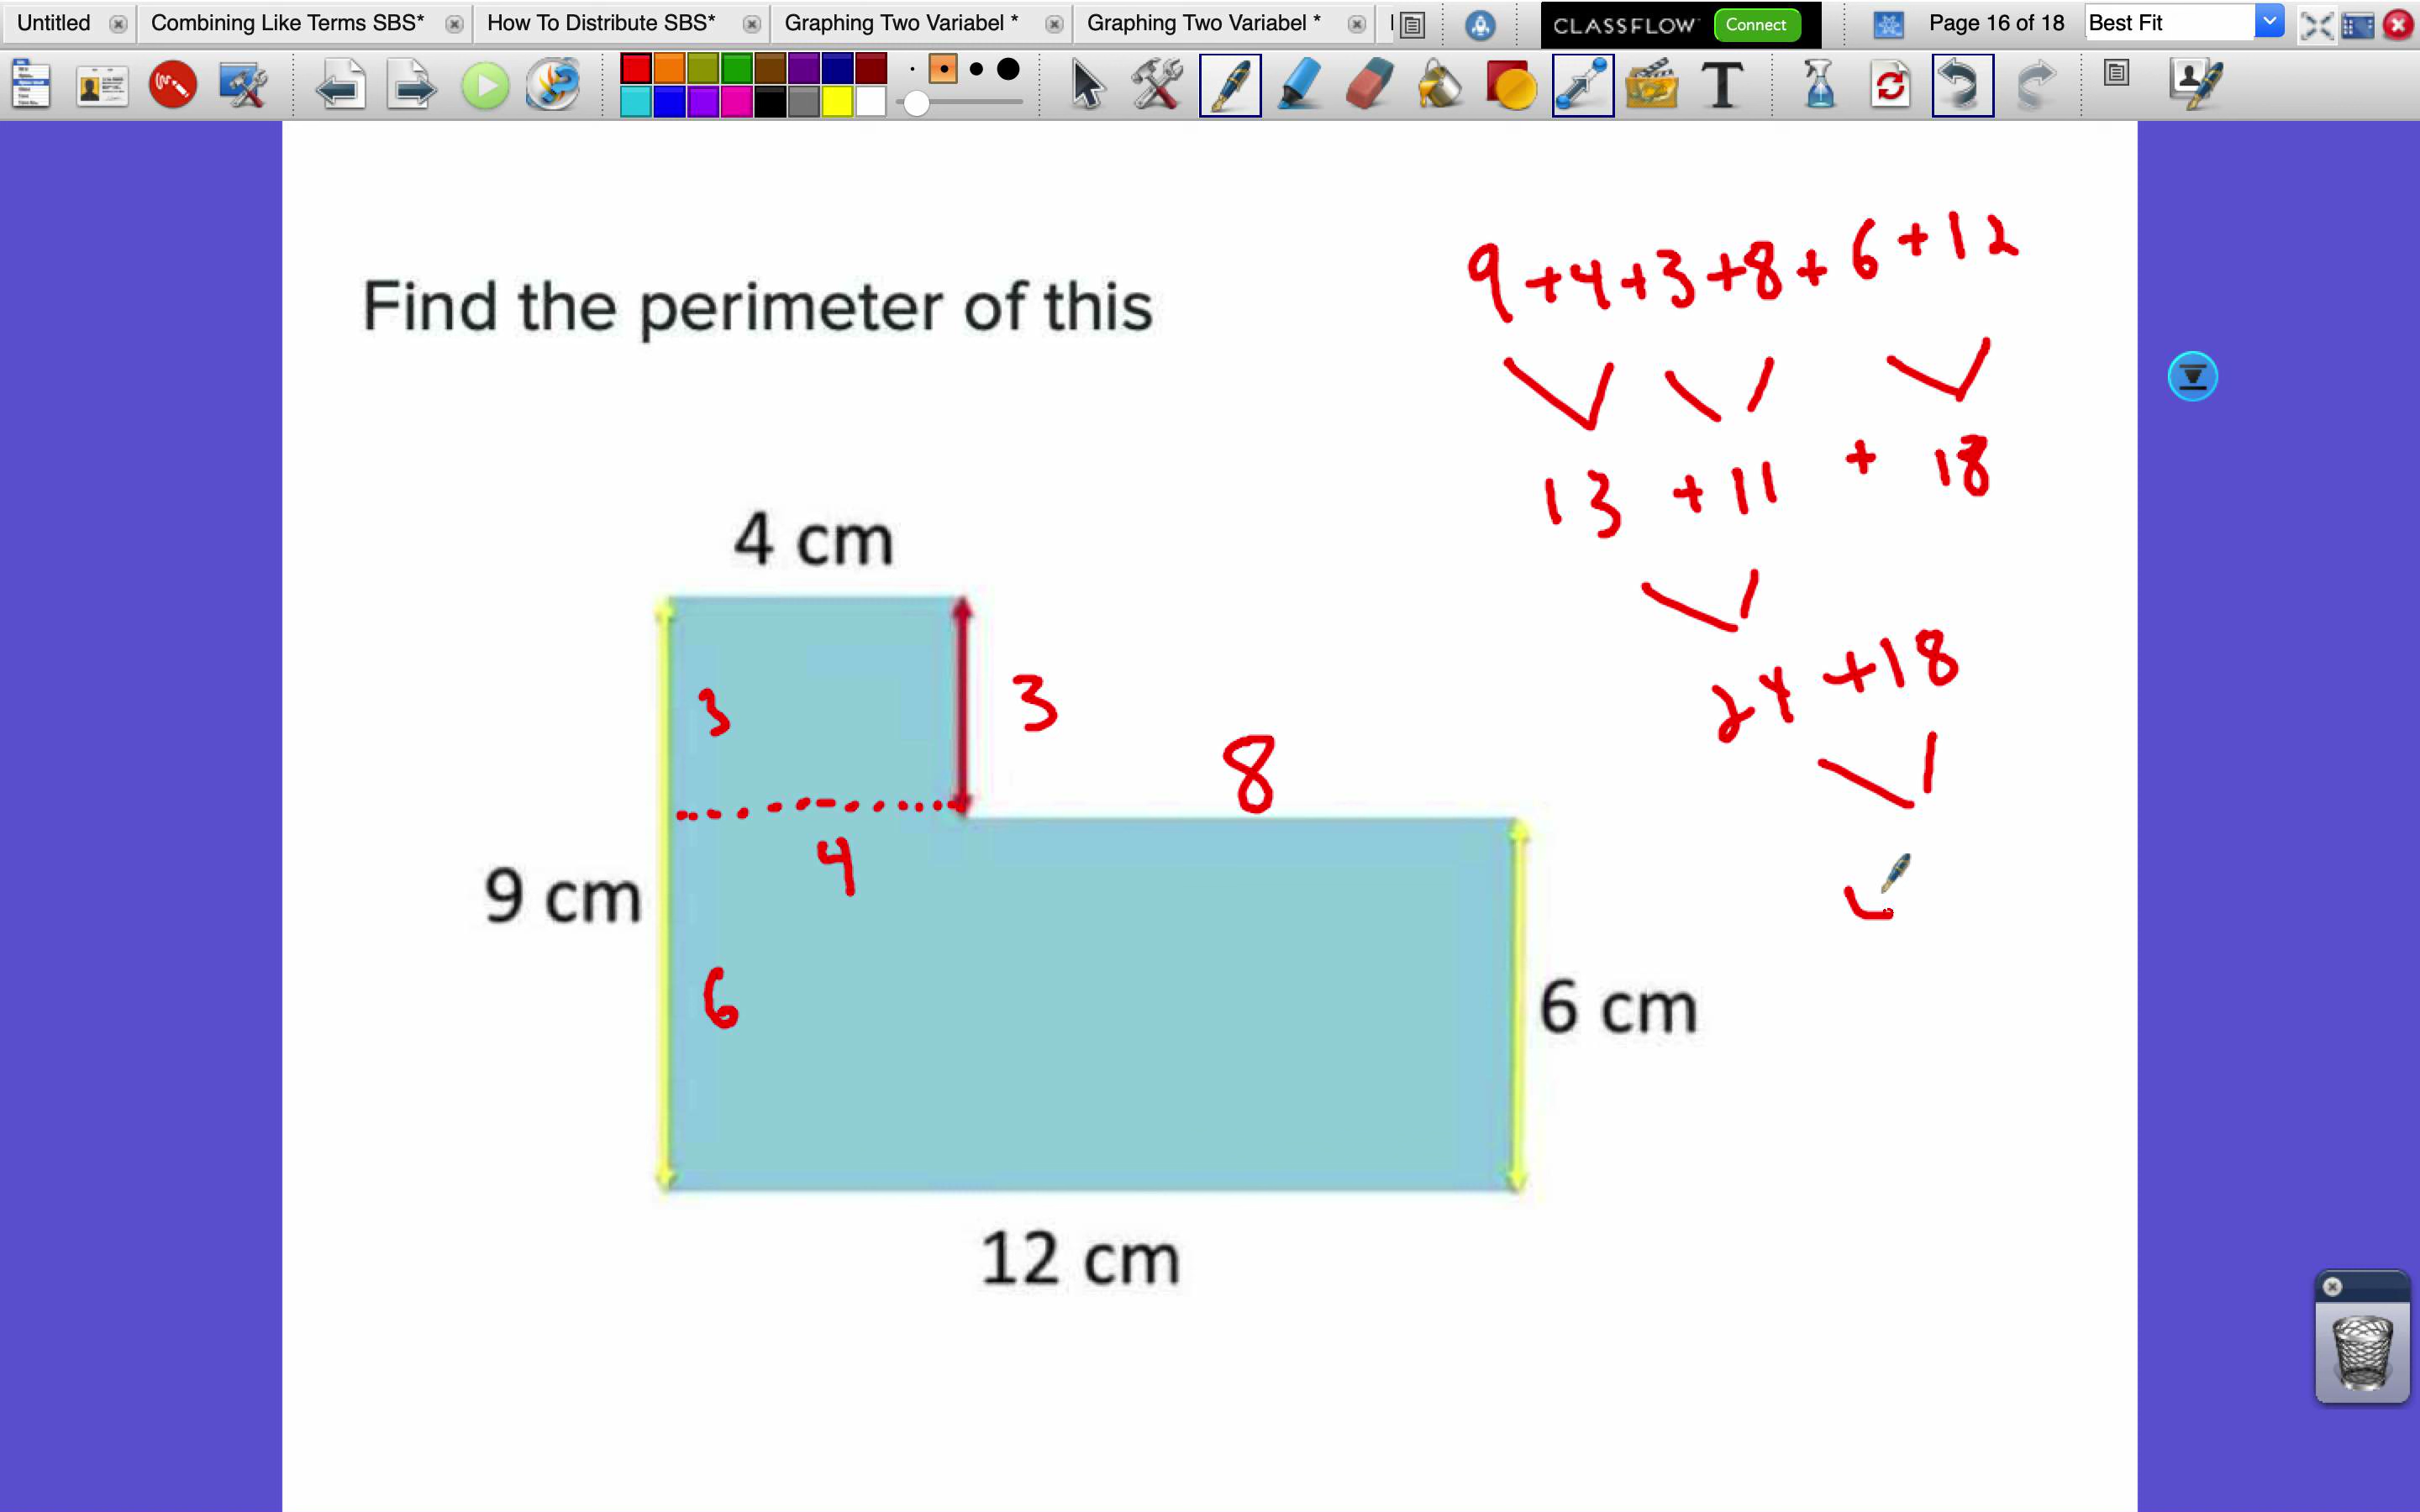 Untitled
Combining Like Terms SBS*
How To Distribute SBS*
Graphing Two Variabel *
Graphing Two Variabel *
CLASSFLOW
Connect
Page 16 of 18
Best Fit
T
Find the perimeter of this
9+4+3+8+6+12
13 +11 + 18
24 +18
4 cm
3
3
8
4
9 cm
6
6 cm
12 cm